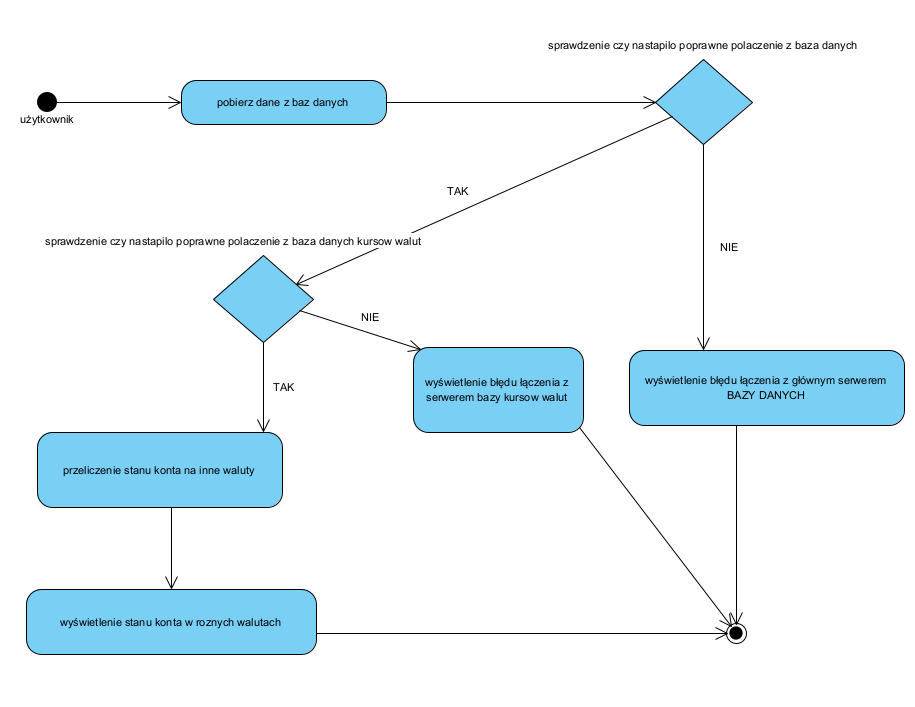 sprawdzenie czy nastapilo poprawne polaczenie z baza danych
pobierz dane z baz danych
użytkownik
TAK
sprawdzenie czy nastapilo poprawne polaczenie z baza danych kursow walut
NIE
NIE
wyświetlenie błędu łączenia z
serwerem bazy kursow walut
wyświetlenie błędu łączenia z głównym serwerem
BAZY DANYCH
TAK
przeliczenie stanu konta na inne waluty
wyświetlenie stanu konta w roznych walutach